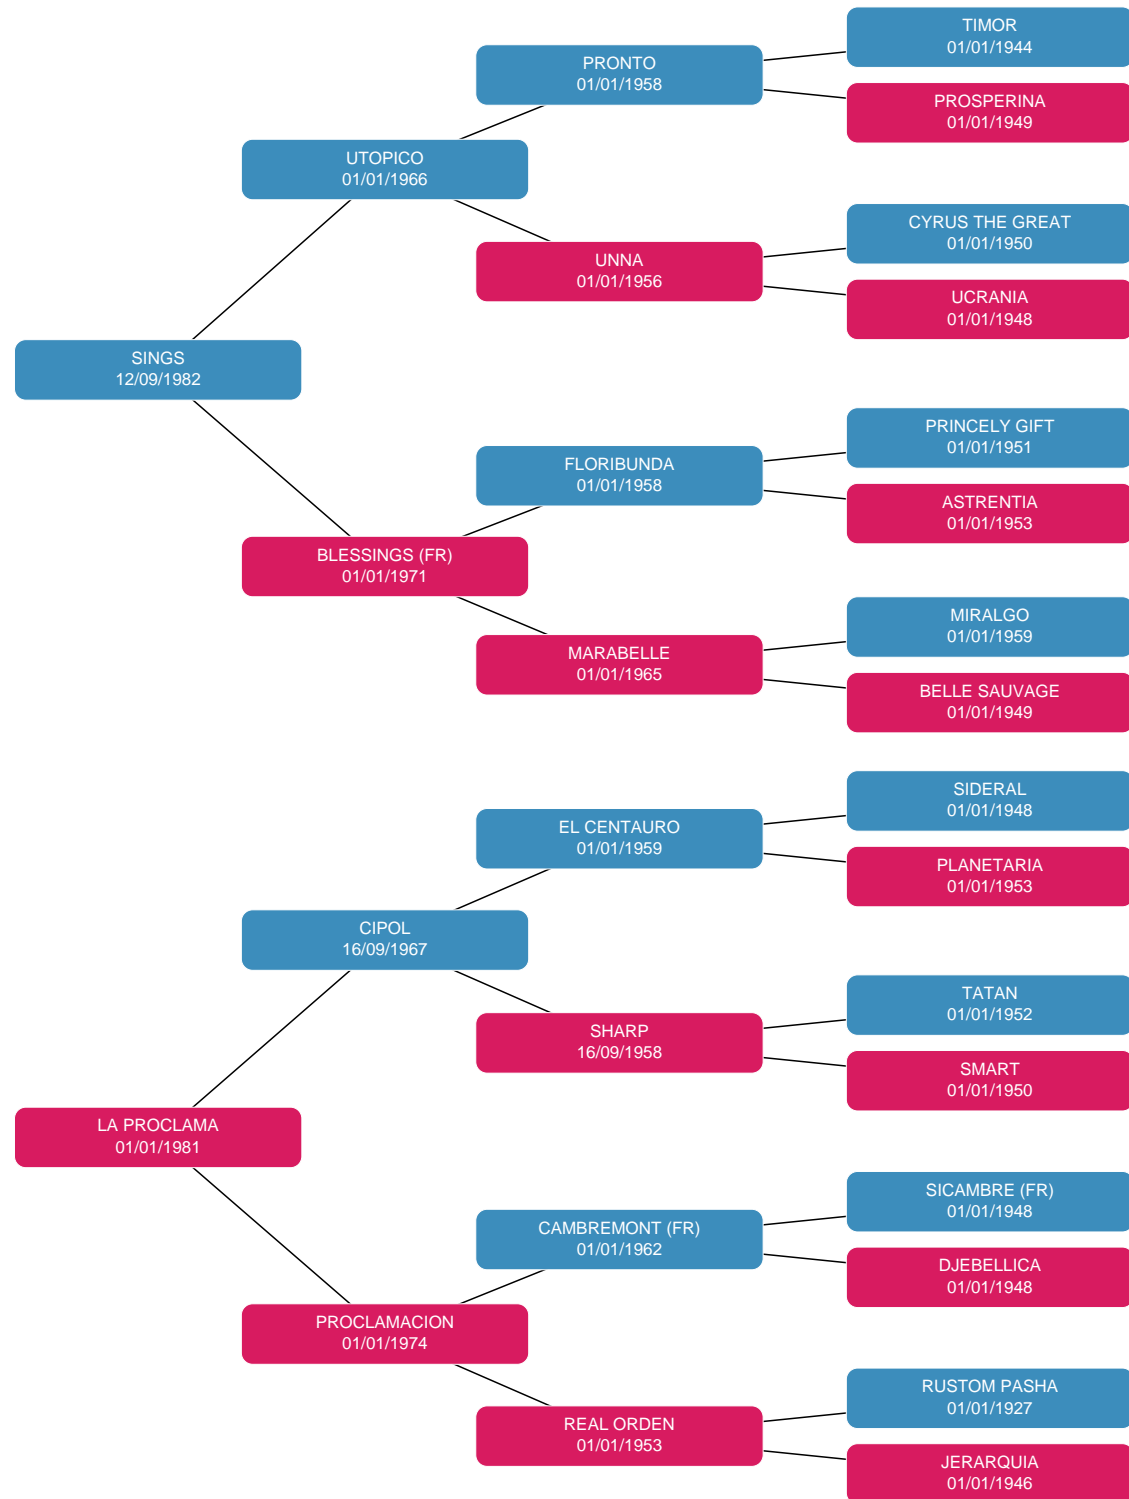 TIMOR
01/01/1944
PRONTO
01/01/1958
PROSPERINA
01/01/1949
UTOPICO
01/01/1966
CYRUS THE GREAT
01/01/1950
UNNA
01/01/1956
UCRANIA
01/01/1948
SINGS
12/09/1982
PRINCELY GIFT
01/01/1951
FLORIBUNDA
01/01/1958
ASTRENTIA
01/01/1953
BLESSINGS (FR)
01/01/1971
MIRALGO
01/01/1959
MARABELLE
01/01/1965
BELLE SAUVAGE
01/01/1949
SIDERAL
01/01/1948
EL CENTAURO
01/01/1959
PLANETARIA
01/01/1953
CIPOL
16/09/1967
TATAN
01/01/1952
SHARP
16/09/1958
SMART
01/01/1950
LA PROCLAMA
01/01/1981
SICAMBRE (FR)
01/01/1948
CAMBREMONT (FR)
01/01/1962
DJEBELLICA
01/01/1948
PROCLAMACION
01/01/1974
RUSTOM PASHA
01/01/1927
REAL ORDEN
01/01/1953
JERARQUIA
01/01/1946